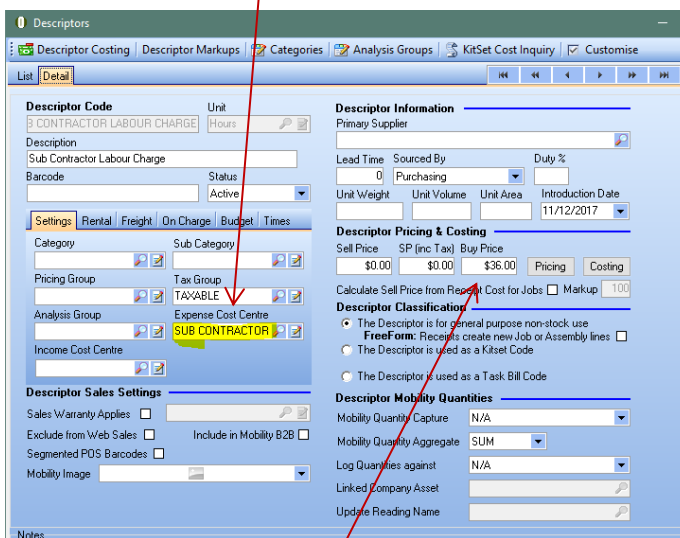 Descriptors
Descriptor Costing Descriptor Markups Categories Analysis Groups KitSet Cost Inquiry Customise
List Detail
Descriptor Code Unit
B CONTRACTOR LABOUR CHARGE Hours
Description
Sub Contractor Labour Charge
Barcode Status
Active
Settings Rental Freight On Charge Budget Times
Category Sub Category
Pricing Group Tax Group
TAXABLE
Analysis Group Expense Cost Centre
SUB CONTRACTOR
Income Cost Centre
Descriptor Sales Settings
Sales Warranty Applies
Exclude from Web Sales Include in Mobility B2B
Segmented POS Barcodes
Mobility Image
Descriptor Information
Primary Supplier
Lead Time Sourced By Duty %
0 Purchasing
Unit Weight Unit Volume Unit Area Introduction Date
11/12/2017
Descriptor Pricing & Costing
Sell Price SP (inc Tax) Buy Price
$0.00 $0.00 $36.00 Pricing Costing
Calculate Sell Price from Receipt Cost for Jobs Markup 100
Descriptor Classification
The Descriptor is for general purpose non-stock use
FreeForm: Receipts create new Job or Assembly lines
The Descriptor is used as a Kitset Code
The Descriptor is used as a Task Bill Code
Descriptor Mobility Quantities
Mobility Quantity Capture N/A
Mobility Quantity Aggregate SUM
Log Quantities against N/A
Linked Company Asset
Update Reading Name
Notes